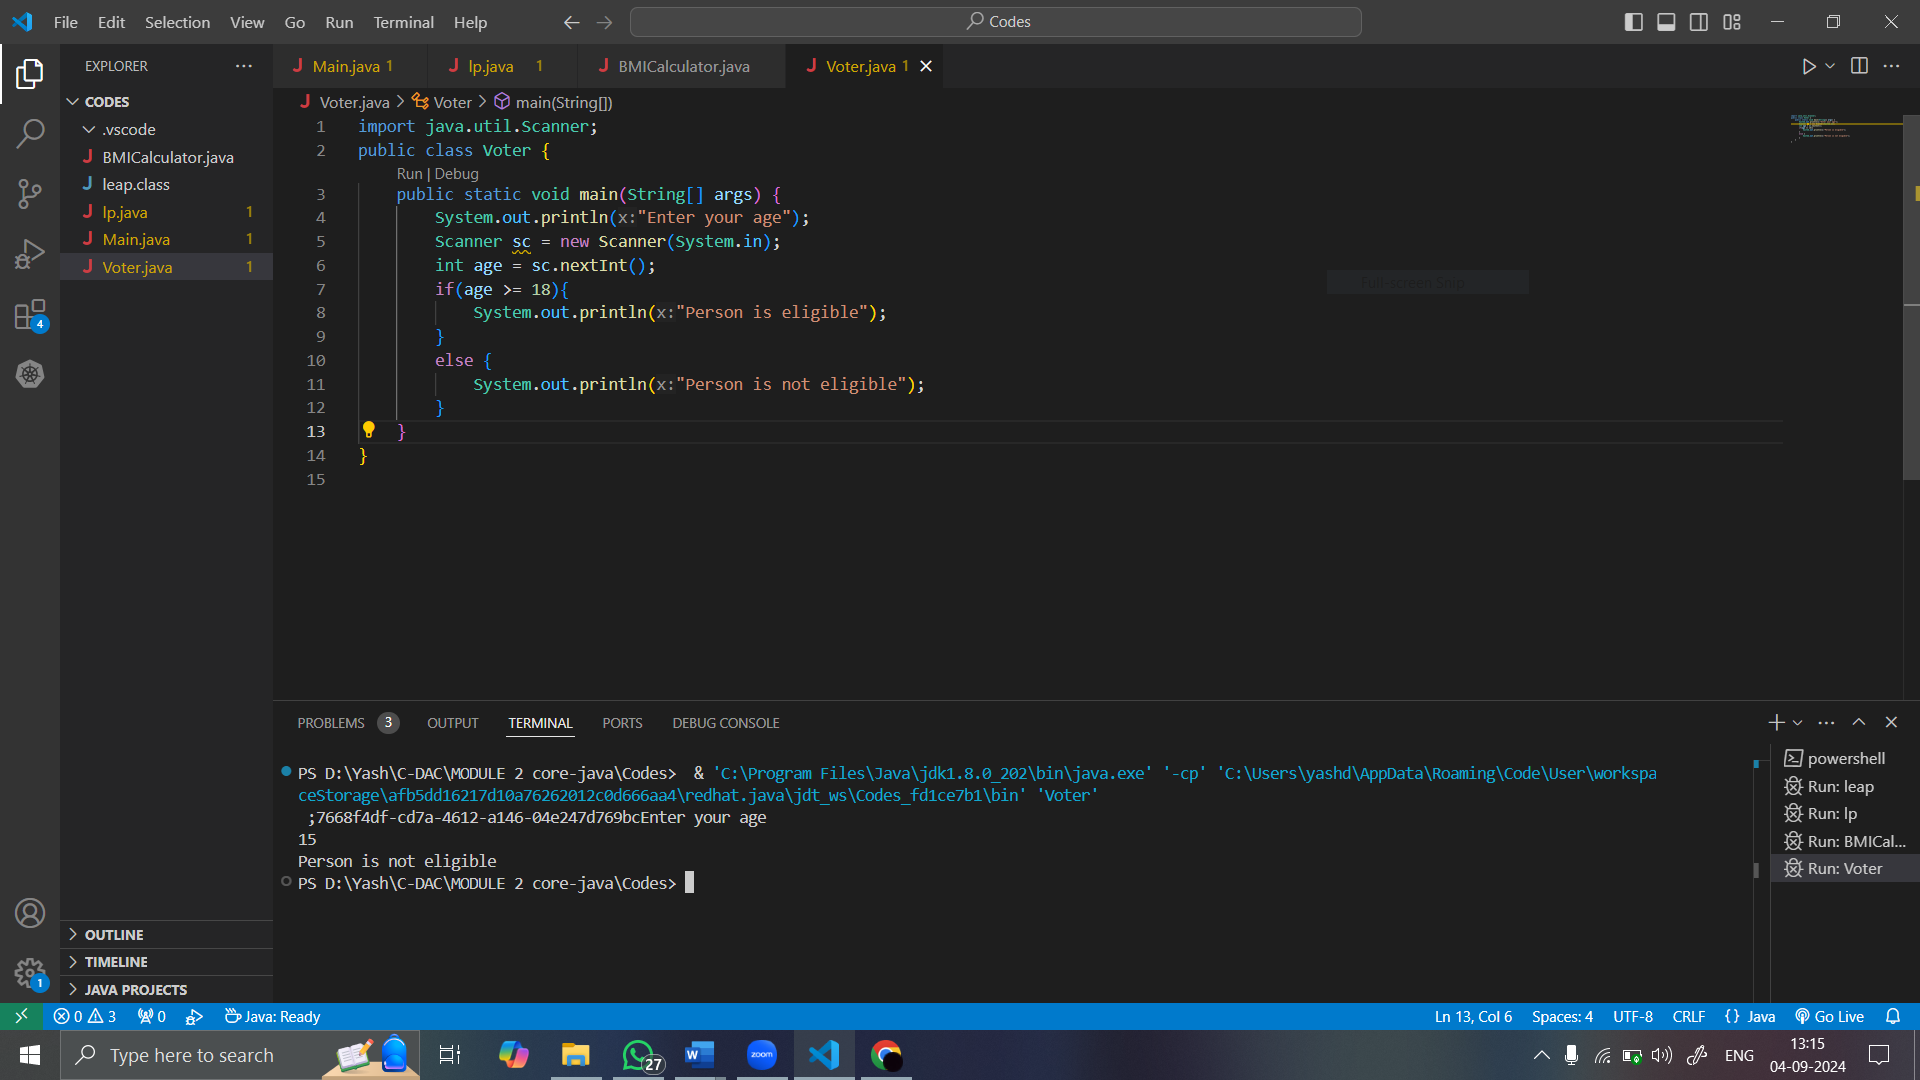 File Edit Selection View Go Run Terminal Help
Codes
EXPLORER
CODES
.vscode
BMICalculator.java
leap.class
lp.java 1
Main.java 1
Voter.java 1
OUTLINE
TIMELINE
JAVA PROJECTS
Main.java 1 lp.java 1 BMICalculator.java Voter.java 1
Voter.java > Voter > main(String[])
1 import java.util.Scanner;
2 public class Voter {
Run | Debug
3 public static void main(String[] args) {
4 System.out.println(x:"Enter your age");
5 Scanner sc = new Scanner(System.in);
6 int age = sc.nextInt();
7 if(age >= 18){
8 System.out.println(x:"Person is eligible");
9 }
10 else {
11 System.out.println(x:"Person is not eligible");
12 }
13 }
14 }
15
Full-screen Snip
PROBLEMS 3 OUTPUT TERMINAL PORTS DEBUG CONSOLE
PS D:\Yash\C-DAC\MODULE 2 core-java\Codes> & 'C:\Program Files\Java\jdk1.8.0_202\bin\java.exe' '-cp' 'C:\Users\yashd\AppData\Roaming\Code\User\workspa
ceStorage\afb5dd16217d10a76262012c0d666aa4\redhat.java\jdt_ws\Codes_fd1ce7b1\bin' 'Voter'
;7668f4df-cd7a-4612-a146-04e247d769bcEnter your age
15
Person is not eligible
PS D:\Yash\C-DAC\MODULE 2 core-java\Codes>
powershell
Run: leap
Run: lp
Run: BMICal...
Run: Voter
4
1
0 3 0 Java: Ready
Ln 13, Col 6 Spaces: 4 UTF-8 CRLF {} Java Go Live
Type here to search
27
W
zoom
ENG
13:15
04-09-2024